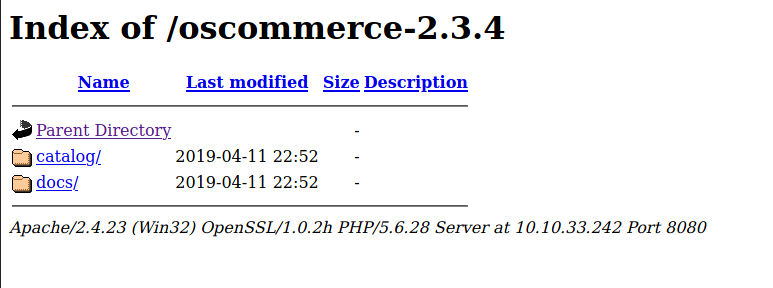 Index of /oscommerce-2.3.4
Name Last modified Size Description
Parent Directory -
catalog/ 2019-04-11 22:52 -
docs/ 2019-04-11 22:52 -
Apache/2.4.23 (Win32) OpenSSL/1.0.2h PHP/5.6.28 Server at 10.10.33.242 Port 8080